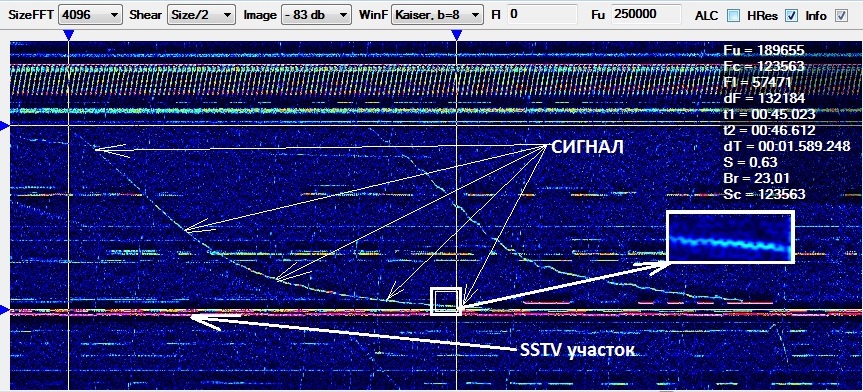 SizeFFT 4096 Shear Size/2 Image - 83 db WinF Kaiser, b=8 Fl 0 Fu 250000 ALC HRes Info
Fu = 189655
Fc = 123563
Fl = 57471
dF = 132184
t1 = 00:45.023
t2 = 00:46.612
dT = 00:01.589.248
S = 0,63
Br = 23,01
Sc = 123563
СИГНАЛ
SSTV участок